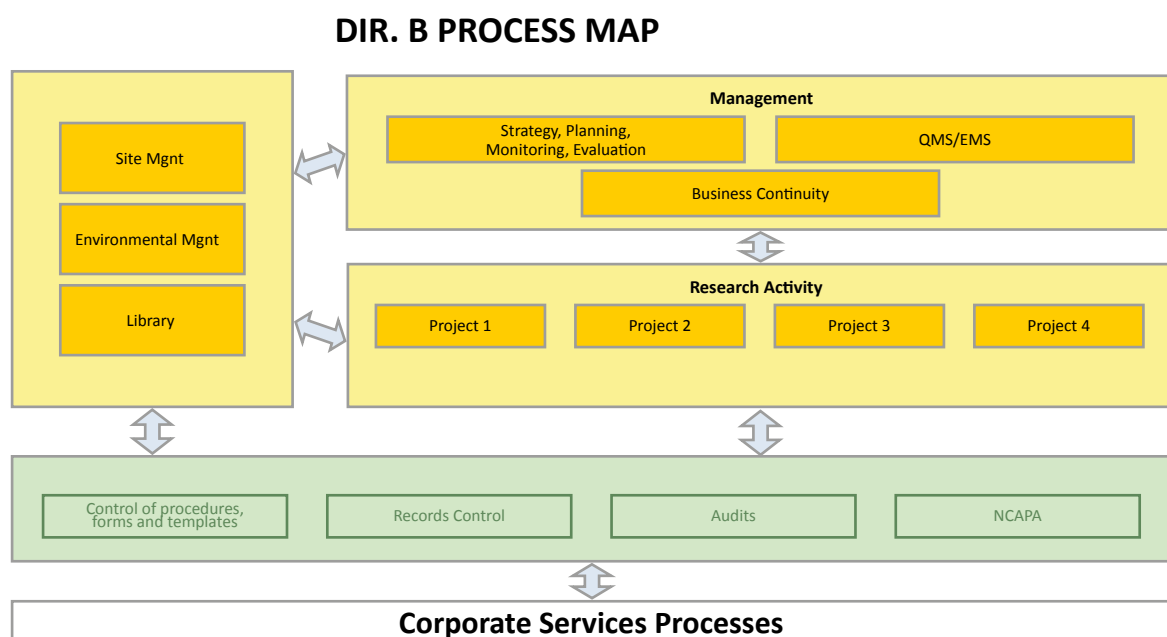 DIR. B PROCESS MAP
Site Mgnt
Environmental Mgnt
Library
Management
Strategy, Planning,
Monitoring, Evaluation
QMS/EMS
Business Continuity
Research Activity
Project 1
Project 2
Project 3
Project 4
Control of procedures,
forms and templates
Records Control
Audits
NCAPA
Corporate Services Processes